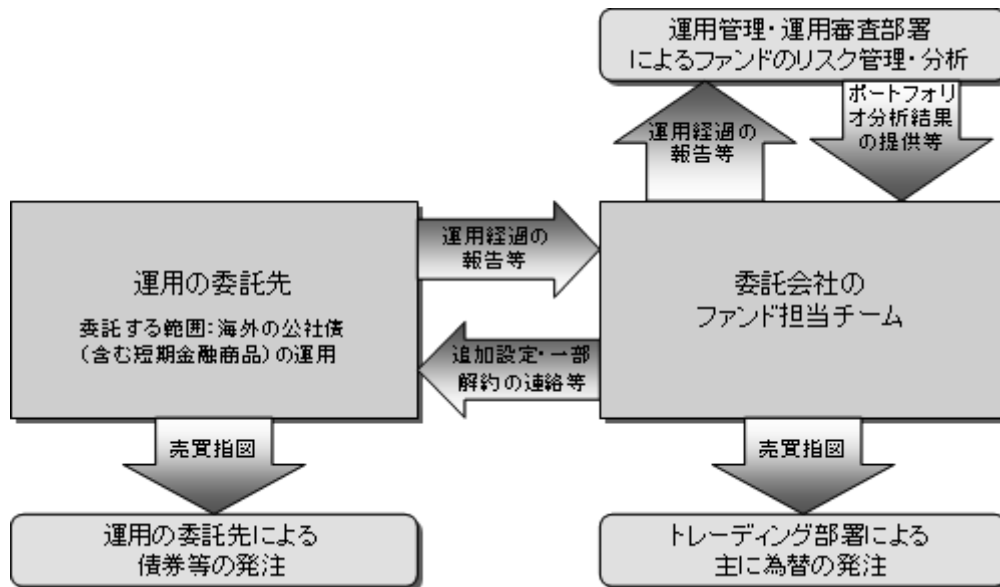 運用管理・運用審査部署
によるファンドのリスク管理・分析
運用経過の
報告等
ポートフォリ
オ分析結果
の提供等
運用の委託先
委託する範囲:海外の公社債
(含む短期金融商品)の運用
運用経過の
報告等
追加設定・一部
解約の連絡等
委託会社の
ファンド担当チーム
売買指図
売買指図
運用の委託先による
債券等の発注
トレーディング部署による
主に為替の発注